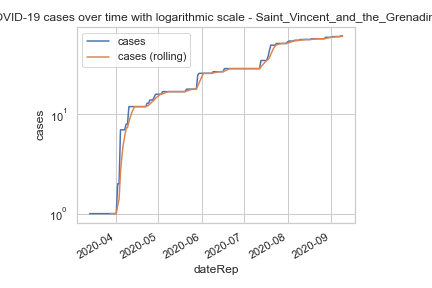 OVID-19 cases over time with logarithmic scale - Saint_Vincent_and_the_Grenadin
cases
cases (rolling)
10^1
10^0
cases
2020-04
2020-05
2020-06
2020-07
2020-08
2020-09
dateRep